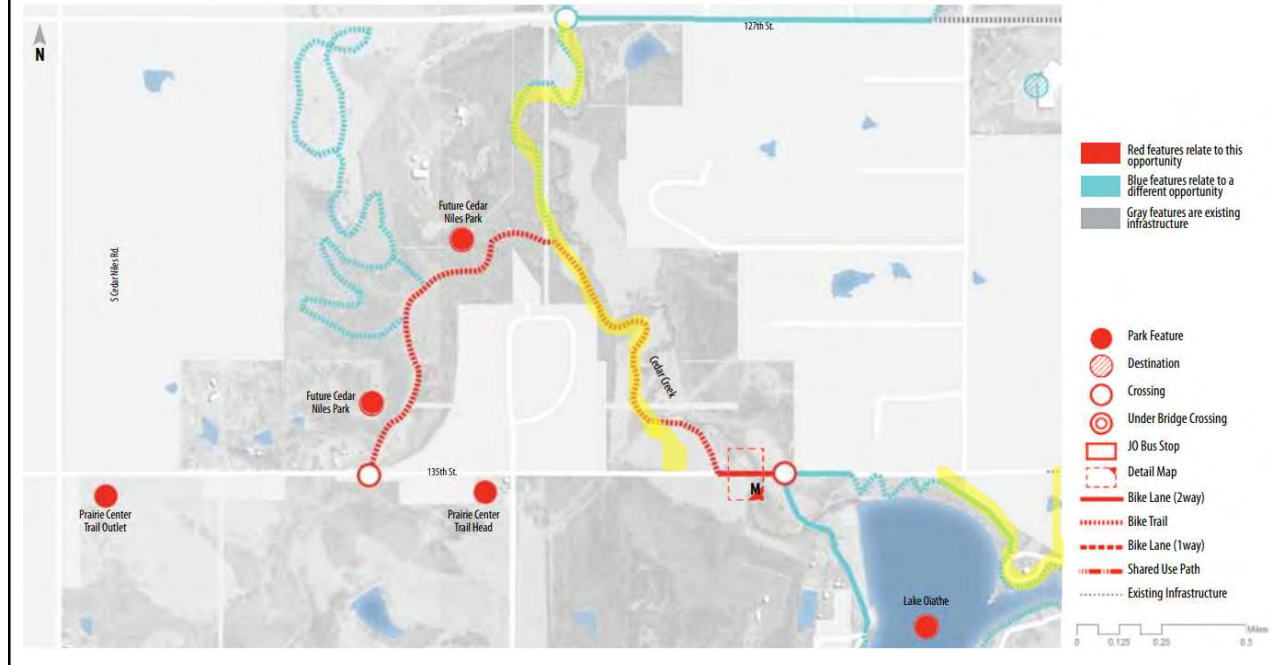 N
127th St.
Future Cedar
Niles Park
S Cedar Niles Rd.
Future Cedar
Niles Park
Cedar Creek
135th St.
M
Prairie Center
Trail Outlet
Prairie Center
Trail Head
Lake Olathe
Red features relate to this
opportunity
Blue features relate to a
different opportunity
Gray features are existing
infrastructure
Park Feature
Destination
Crossing
Under Bridge Crossing
JO Bus Stop
Detail Map
Bike Lane (2way)
Bike Trail
Bike Lane (1way)
Shared Use Path
Existing Infrastructure
Miles
0 0.125 0.25 0.5